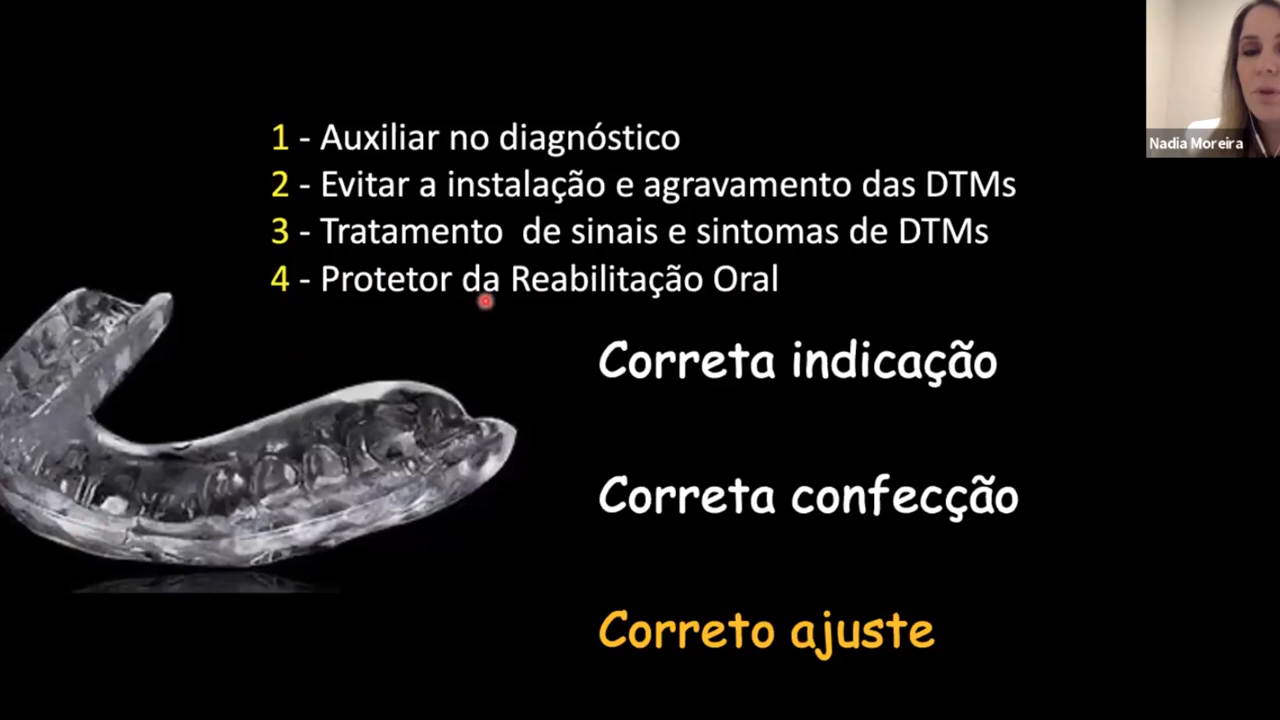 Nadia Moreira
1 - Auxiliar no diagnóstico
2 - Evitar a instalação e agravamento das DTMs
3 - Tratamento  de sinais e sintomas de DTMs
4 - Protetor da Reabilitação Oral
Correta indicação
Correta confecção
Correto ajuste